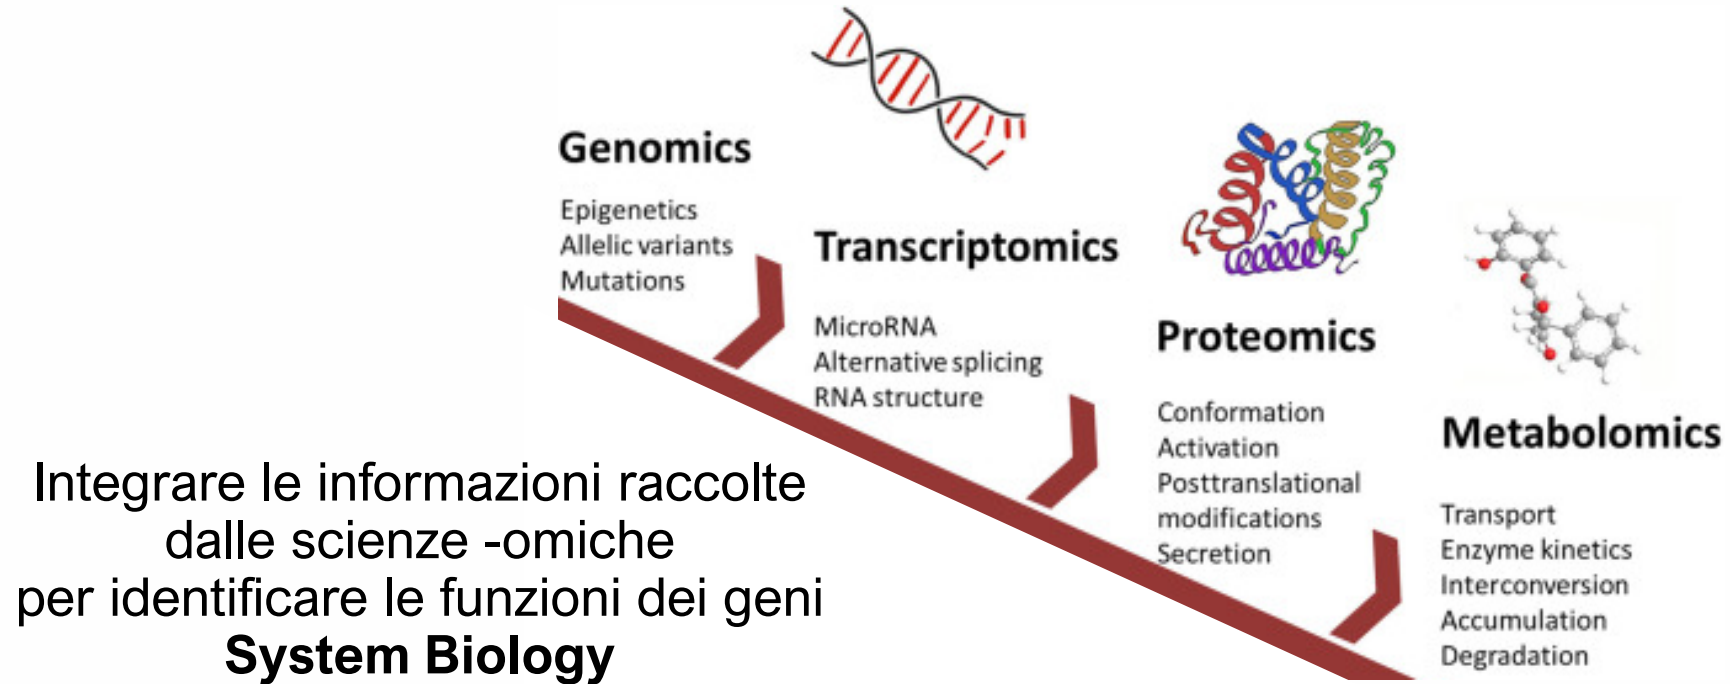 Genomics
Epigenetics
Allelic variants
Mutations
Transcriptomics
MicroRNA
Alternative splicing
RNA structure
Proteomics
Conformation
Activation
Posttranslational
modifications
Secretion
Metabolomics
Transport
Enzyme kinetics
Interconversion
Accumulation
Degradation
Integrare le informazioni raccolte
dalle scienze -omiche
per identificare le funzioni dei geni
System Biology